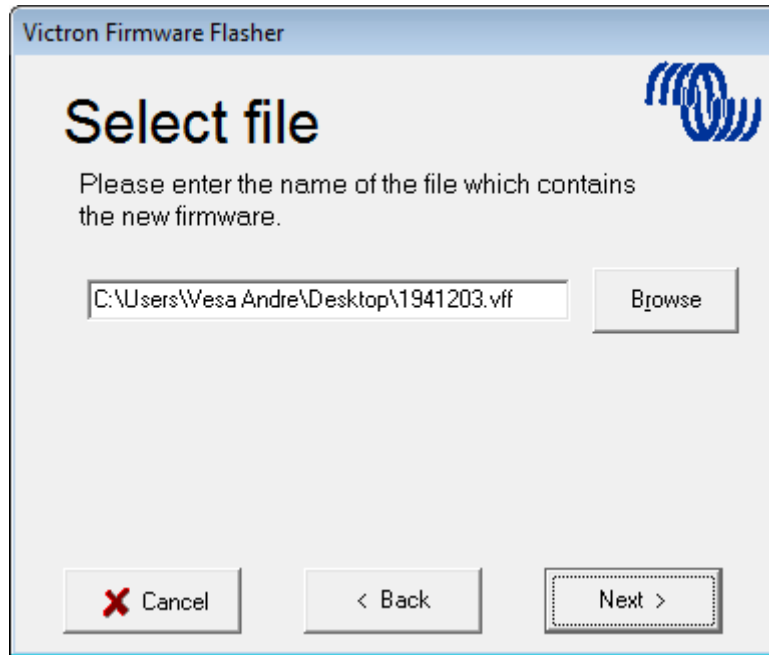 Victron Firmware Flasher
Select file
Please enter the name of the file which contains
the new firmware.
C:\Users\Vesa Andre\Desktop\1941203.vff
Browse
Cancel
< Back
Next >